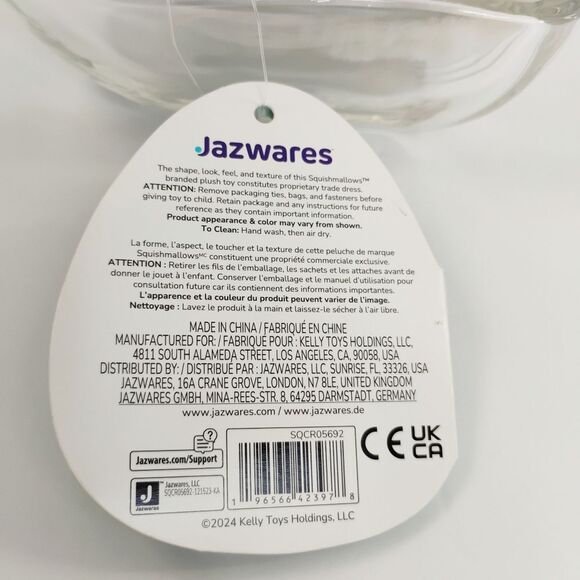 Jazwares
The shape, look, feel, and texture of this Squishmallows™
branded plush toy constitutes proprietary trade dress.
ATTENTION: Remove packaging ties, bags, and fasteners before
giving toy to child. Retain package and any instructions for future
reference as they contain important information.
Product appearance & color may vary from shown.
To Clean: Hand wash, then air dry.
La forme, l'aspect, le toucher et la texture de cette peluche de marque
Squishmallowsᴹᶜ constituent une propriété commerciale exclusive.
ATTENTION : Retirer les fils de l'emballage, les sachets et les attaches avant de
donner le jouet à l'enfant. Conserver l'emballage et le manuel d'utilisation pour
consultation future car ils contiennent des informations importantes.
L'apparence et la couleur du produit peuvent varier de l'image.
Nettoyage : Lavez le produit à la main et laissez-le sécher à l'air libre.
MADE IN CHINA / FABRIQUÉ EN CHINE
MANUFACTURED FOR: / FABRIQUÉ POUR : KELLY TOYS HOLDINGS, LLC,
4811 SOUTH ALAMEDA STREET, LOS ANGELES, CA, 90058, USA
DISTRIBUTED BY: / DISTRIBUÉ PAR : JAZWARES, LLC, SUNRISE, FL, 33326, USA
JAZWARES, 16A CRANE GROVE, LONDON, N7 8LE, UNITED KINGDOM
JAZWARES GMBH, MINA-REES-STR. 8, 64295 DARMSTADT, GERMANY
www.jazwares.com / www.jazwares.de
?
Jazwares.com/Support
J
Jazwares
Jazwares, LLC
SQCR05692-121523-KA
SQCR05692
1 96566 42397 8
CE UK
CA
©2024 Kelly Toys Holdings, LLC